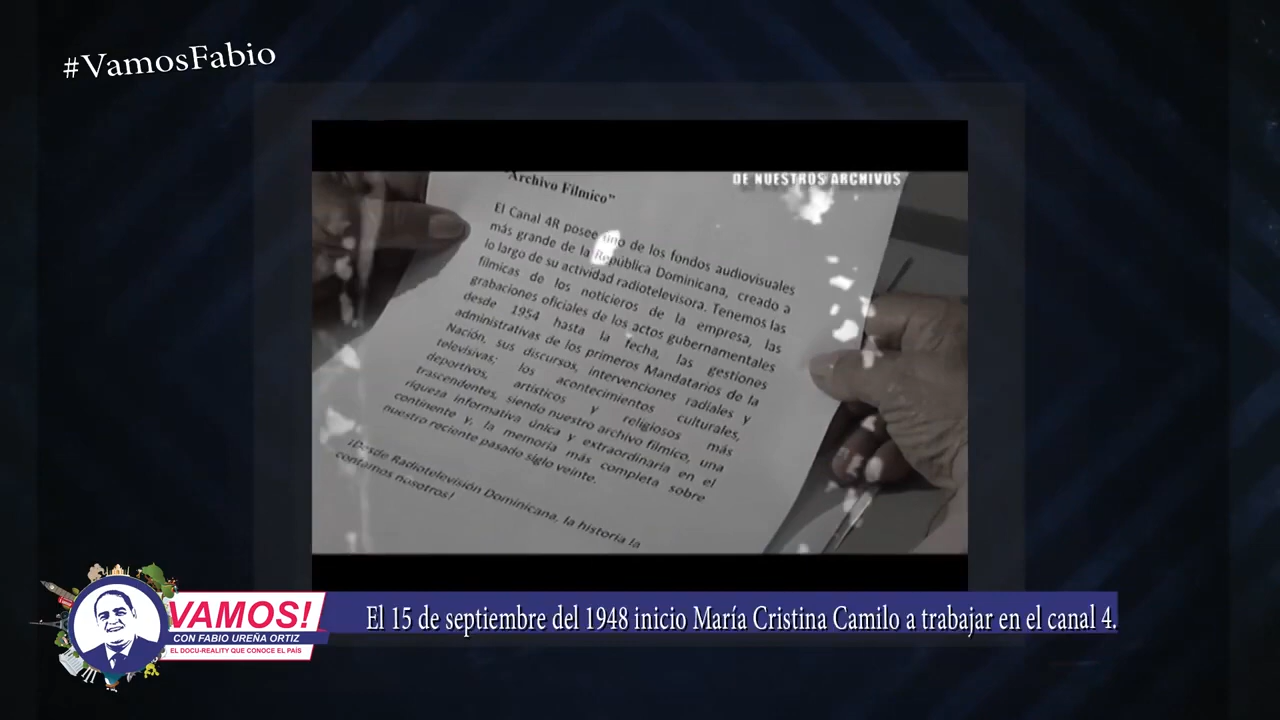 #VamosFabio
DE NUESTROS ARCHIVOS
"Archivo Fílmico"
El Canal 4R posee uno de los fondos audiovisuales
más grande de la República Dominicana, creado a
lo largo de su actividad radiotelevisora. Tenemos las
fílmicas de los noticieros de la empresa, las
grabaciones oficiales de los actos gubernamentales
desde 1954 hasta la fecha, las gestiones
administrativas de los primeros Mandatarios de la
Nación, sus discursos, intervenciones radiales y
televisivas; los acontecimientos culturales,
deportivos, artísticos y religiosos más
trascendentes, siendo nuestro archivo fílmico, una
riqueza informativa única y extraordinaria en el
continente y, la memoria más completa sobre
nuestro reciente pasado siglo veinte.
¡Desde Radiotelevisión Dominicana, la historia la
contamos nosotros!
VAMOS!
CON FABIO UREÑA ORTIZ
EL DOCU-REALITY QUE CONOCE EL PAÍS
El 15 de septiembre del 1948 inicio María Cristina Camilo a trabajar en el canal 4.